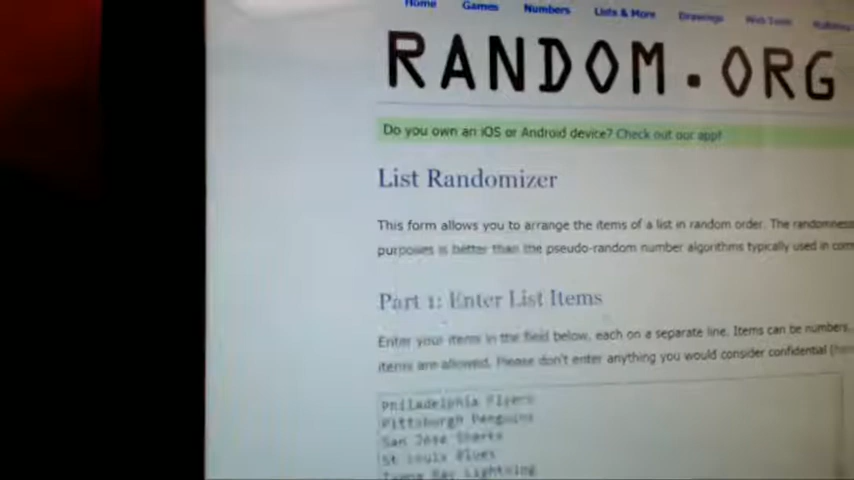 Home Games Numbers Lists & More Drawings Web Tools
RANDOM.ORG
Do you own an iOS or Android device? Check out our app!
List Randomizer
This form allows you to arrange the items of a list in random order. The randomness
purposes is better than the pseudo-random number algorithms typically used in
Part 1: Enter List Items
Enter your items in the field below, each on a separate line. Items can be numbers,
items are allowed. Please don't enter anything you would consider confidential
Philadelphia Flyers
Pittsburgh Penguins
San Jose Sharks
St Louis Blues
Tampa Bay Lightning